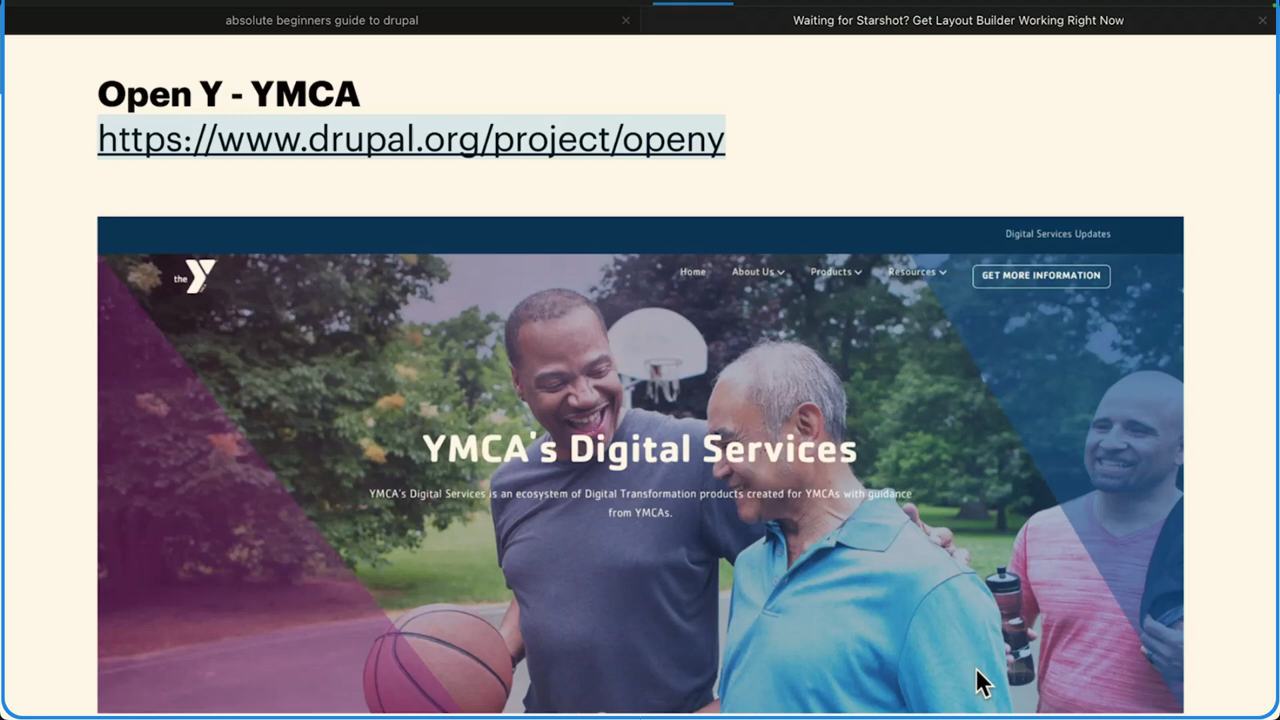 absolute beginners guide to drupal
Waiting for Starshot? Get Layout Builder Working Right Now
Open Y - YMCA
https://www.drupal.org/project/openy
Digital Services Updates
the Y
Home About Us Products Resources GET MORE INFORMATION
YMCA's Digital Services
YMCA's Digital Services is an ecosystem of Digital Transformation products created for YMCAs with guidance
from YMCAs.